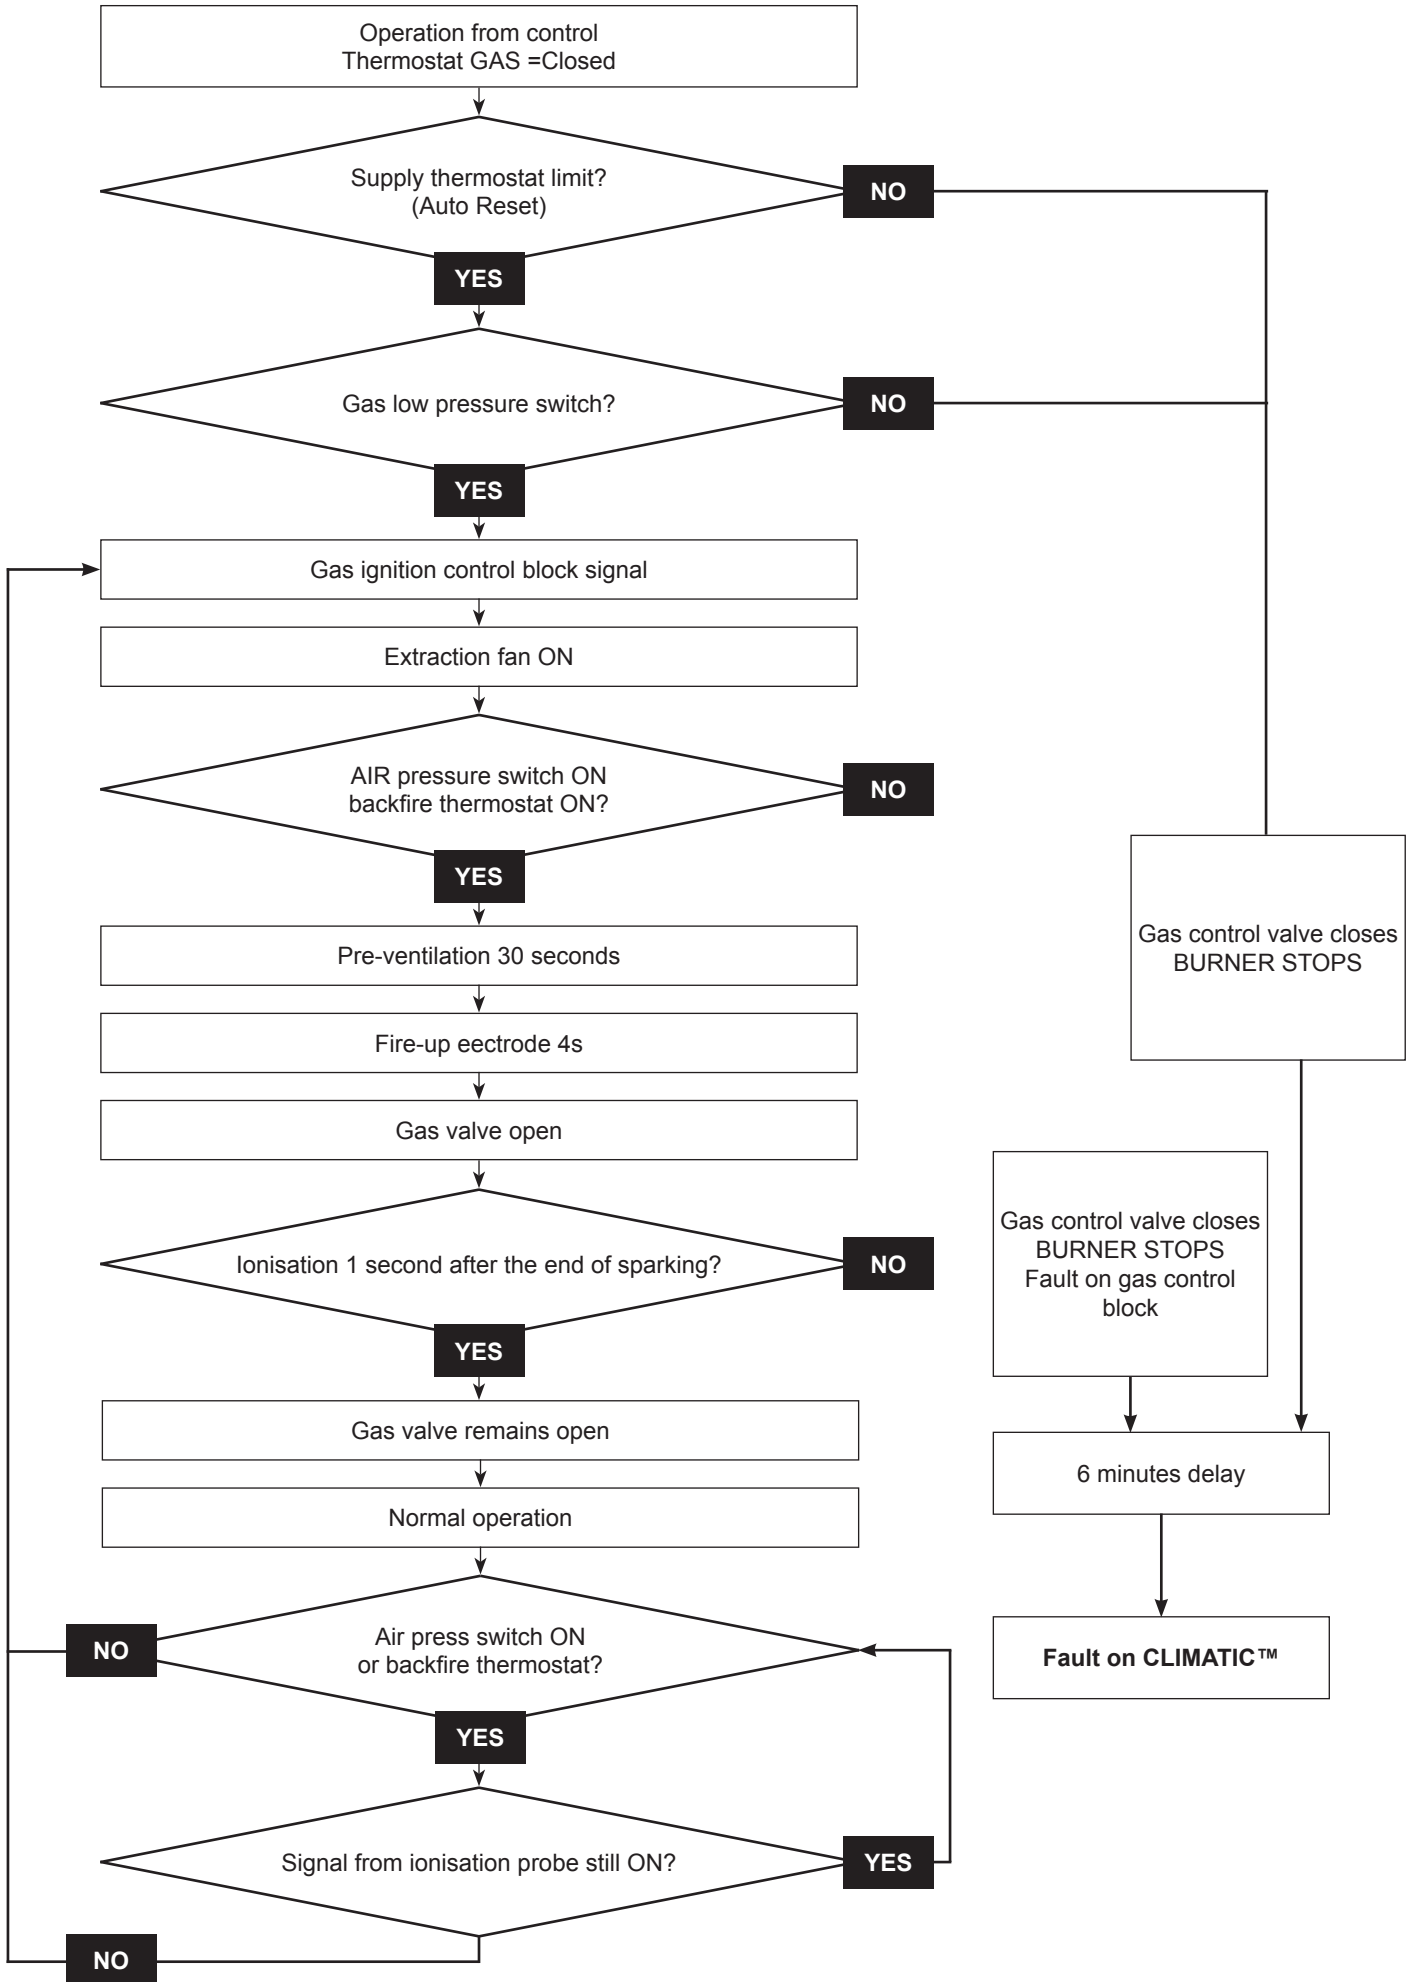 Operation from control
Thermostat GAS =Closed
Supply thermostat limit?
(Auto Reset)
NO
YES
Gas low pressure switch?
NO
YES
Gas ignition control block signal
Extraction fan ON
AIR pressure switch ON
backfire thermostat ON?
NO
YES
Pre-ventilation 30 seconds
Fire-up eectrode 4s
Gas valve open
Ionisation 1 second after the end of sparking?
NO
YES
Gas valve remains open
Normal operation
Air press switch ON
or backfire thermostat?
NO
YES
Signal from ionisation probe still ON?
YES
NO
Gas control valve closes
BURNER STOPS
Gas control valve closes
BURNER STOPS
Fault on gas control
block
6 minutes delay
Fault on CLIMATIC™